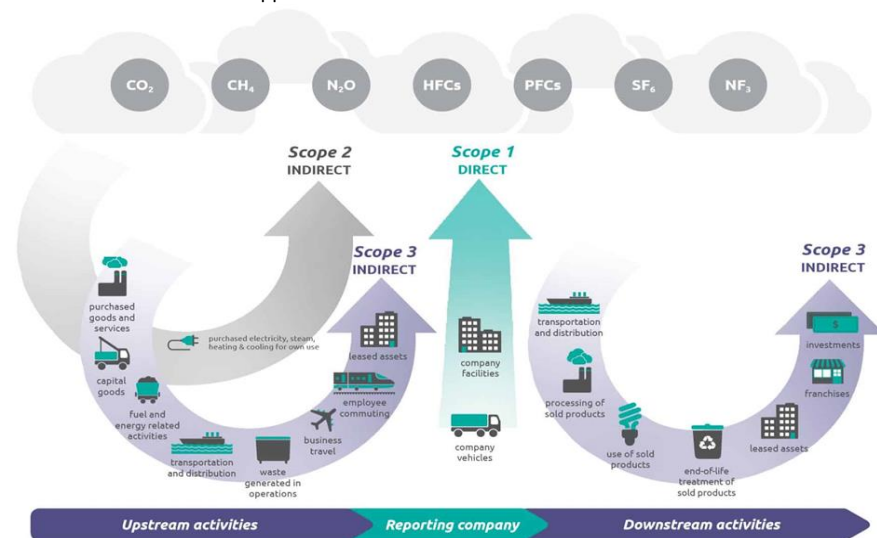 CO₂
CH₄
N₂O
HFCs
PFCs
SF₆
NF₃
Scope 2
INDIRECT
Scope 1
DIRECT
Scope 3
INDIRECT
Scope 3
INDIRECT
purchased
goods and
services
capital
goods
fuel and
energy related
activities
transportation
and distribution
waste
generated in
operations
business
travel
employee
commuting
leased assets
purchased electricity, steam,
heating & cooling for own use
company
facilities
company
vehicles
transportation
and distribution
processing of
sold products
use of sold
products
end-of-life
treatment of
sold products
leased assets
franchises
$
investments
Upstream activities
Reporting company
Downstream activities